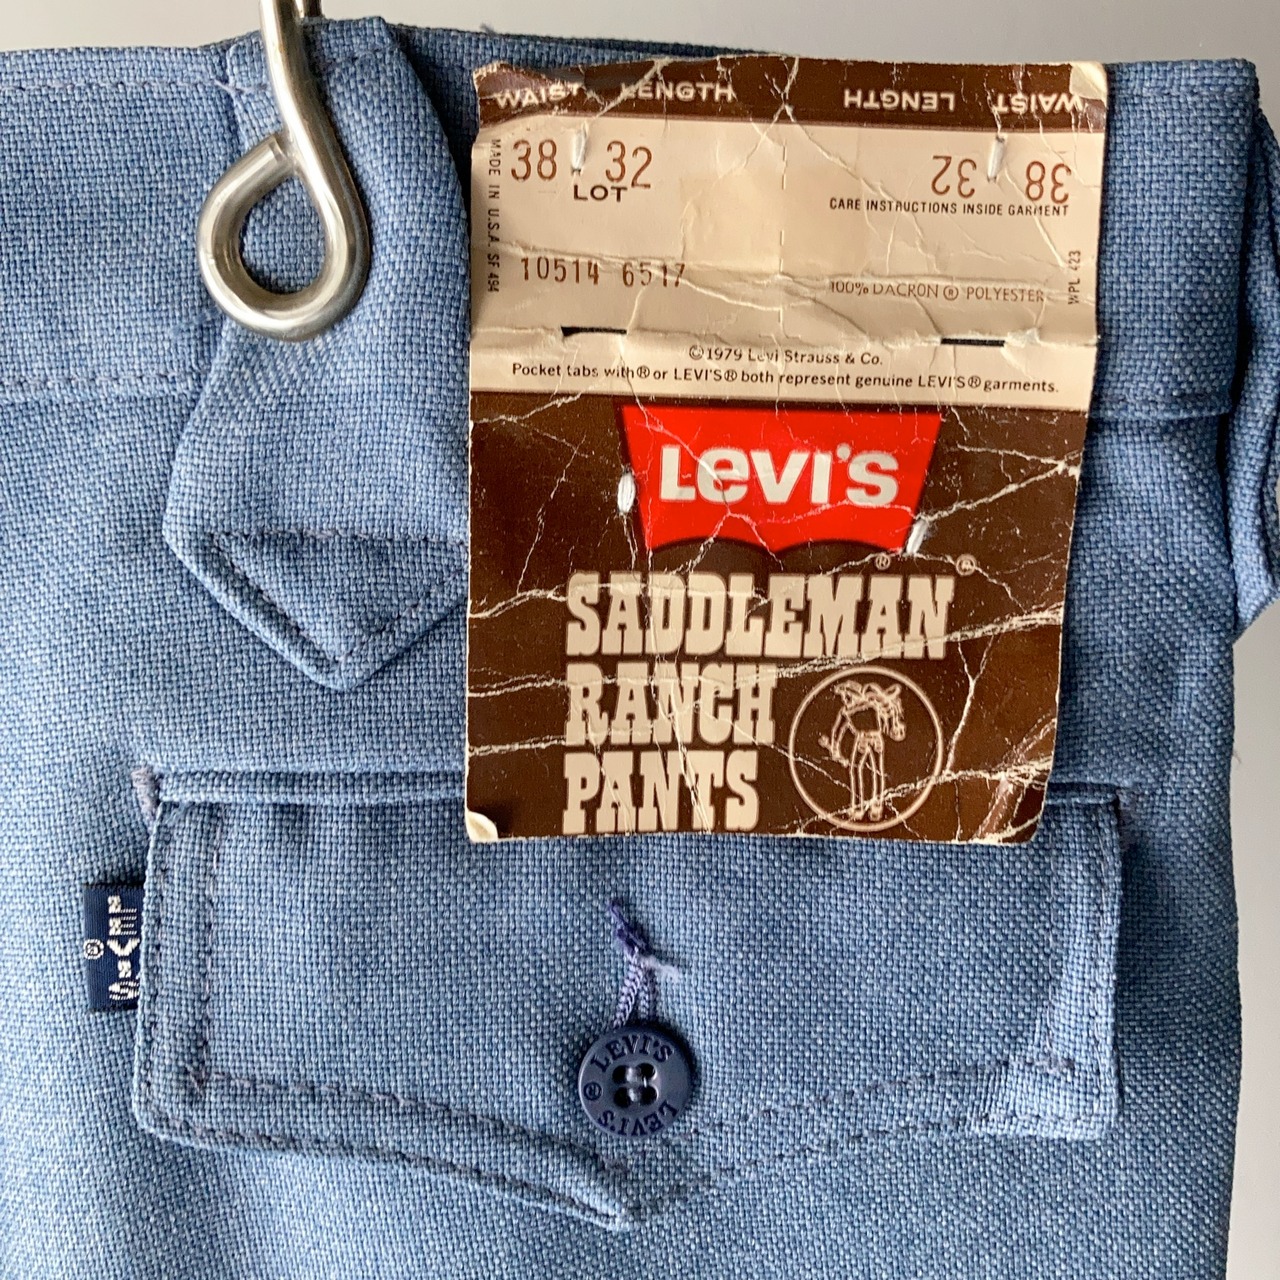 WAIST LENGTH
LENGTH WAIST
38 32
LOT
38 32
CARE INSTRUCTIONS INSIDE GARMENT
MADE IN U.S.A. SF 494
10514 6517
100% DACRON ® POLYESTER
WPL 423
©1979 Levi Strauss & Co.
Pocket tabs with ® or LEVI'S® both represent genuine LEVI'S® garments.
LEVI'S
®
SADDLEMAN ®
RANCH
PANTS
LEVI'S ®
LEVI'S
LEVI'S ®